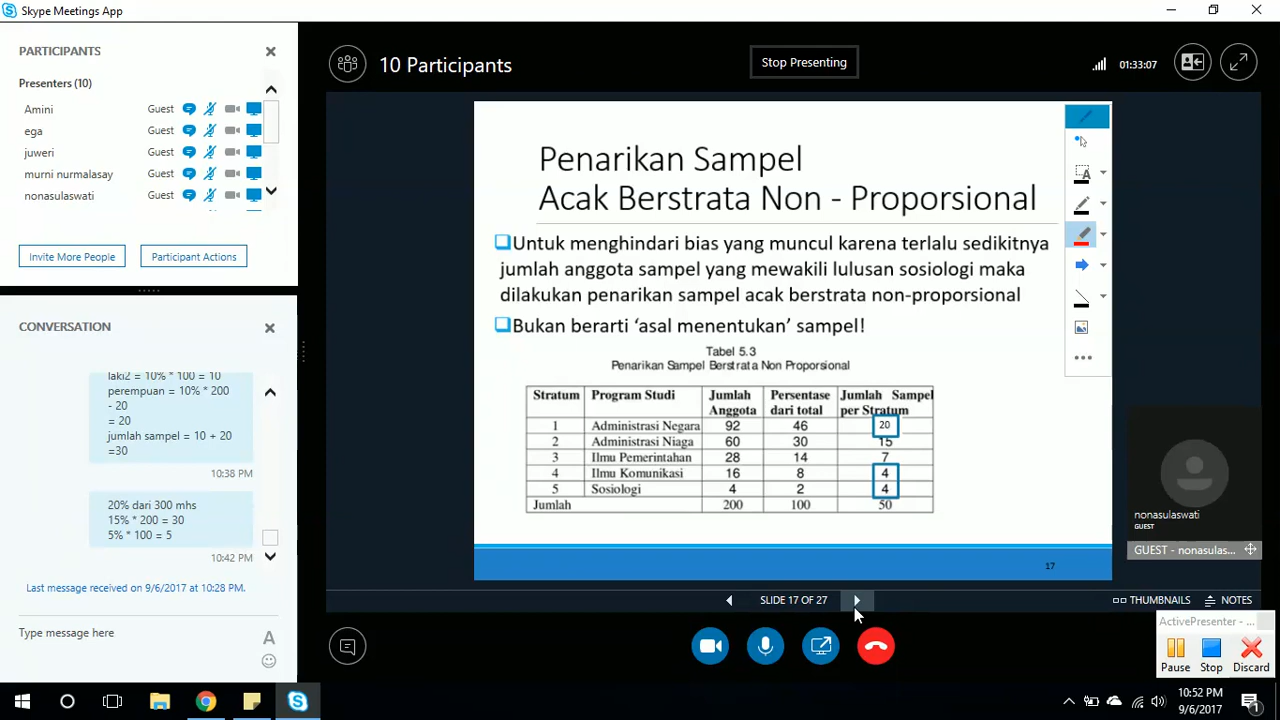 Skype Meetings App
PARTICIPANTS
Presenters (10)
Amini Guest
ega Guest
juweri Guest
murni nurmalasay Guest
nonasulaswati Guest
Invite More People
Participant Actions
CONVERSATION
laki2 = 10% * 100 = 10
perempuan = 10% * 200
- 20
= 20
jumlah sampel = 10 + 20
=30
10:38 PM
20% dari 300 mhs
15% * 200 = 30
5% * 100 = 5
10:42 PM
Last message received on 9/6/2017 at 10:28 PM.
Type message here
10 Participants
Stop Presenting
01:33:07
Penarikan Sampel
Acak Berstrata Non - Proporsional
Untuk menghindari bias yang muncul karena terlalu sedikitnya
jumlah anggota sampel yang mewakili lulusan sosiologi maka
dilakukan penarikan sampel acak berstrata non-proporsional
Bukan berarti ‘asal menentukan’ sampel!
Tabel 5.3
Penarikan Sampel Berstrata Non Proporsional
Stratum Program Studi Jumlah Anggota Persentase dari total Jumlah Sampel per Stratum
1 Administrasi Negara 92 46 20
2 Administrasi Niaga 60 30 15
3 Ilmu Pemerintahan 28 14 7
4 Ilmu Komunikasi 16 8 4
5 Sosiologi 4 2 4
Jumlah 200 100 50
17
SLIDE 17 OF 27
THUMBNAILS
NOTES
nonasulaswati
GUEST
GUEST - nonasulas...
ActivePresenter - ...
Pause
Stop
Discard
10:52 PM
9/6/2017
1